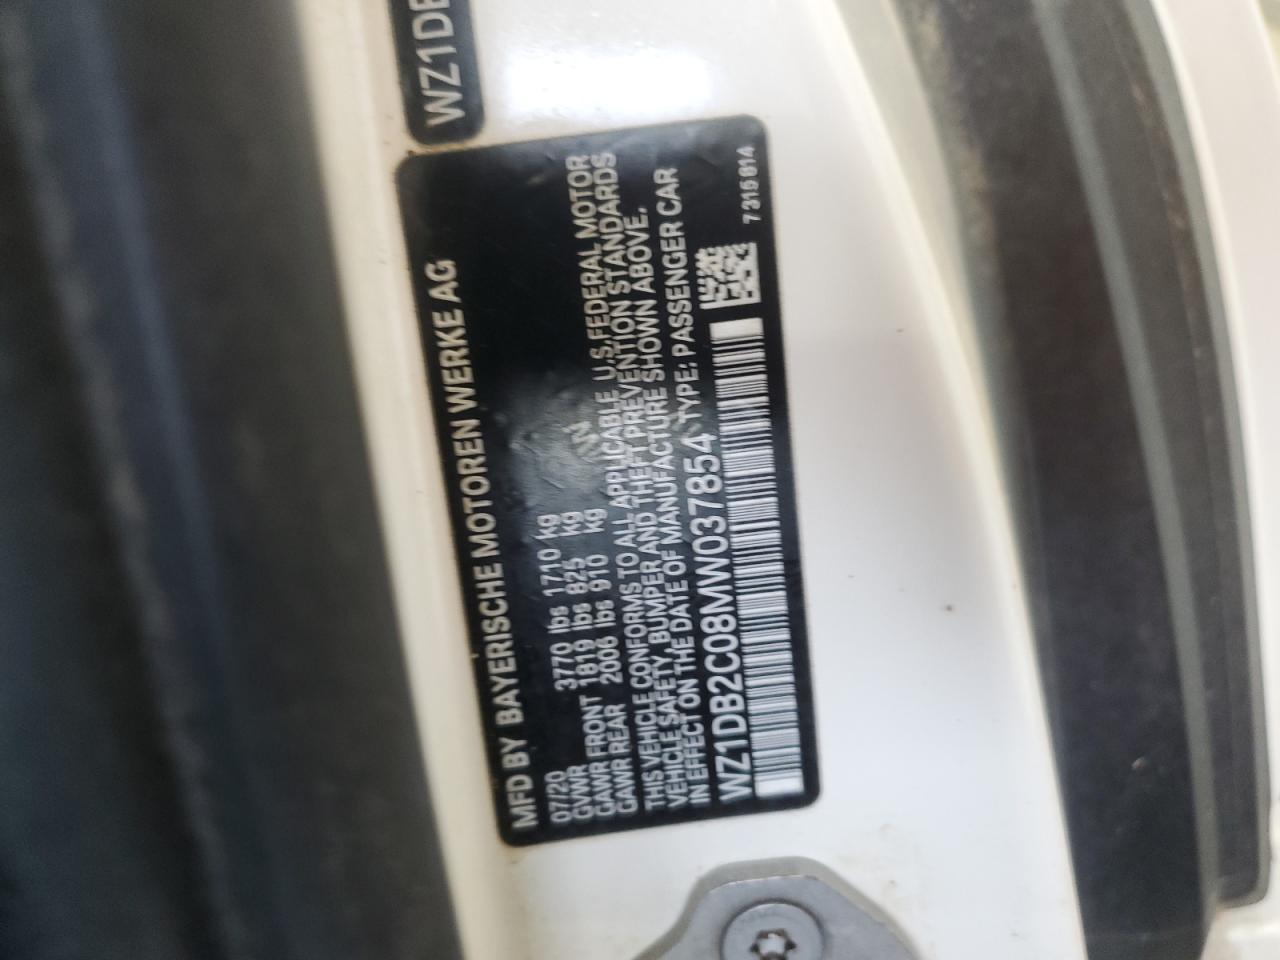 WZ1DB
MFD BY BAYERISCHE MOTOREN WERKE AG
07/20
GVWR 3770 lbs 1710 kg
GAWR FRONT 1819 lbs 825 kg
GAWR REAR 2006 lbs 910 kg
THIS VEHICLE CONFORMS TO ALL APPLICABLE U.S.FEDERAL MOTOR
VEHICLE SAFETY, BUMPER AND THEFT PREVENTION STANDARDS
IN EFFECT ON THE DATE OF MANUFACTURE SHOWN ABOVE.
WZ1DB2C08MW037854 TYPE: PASSENGER CAR
7315814